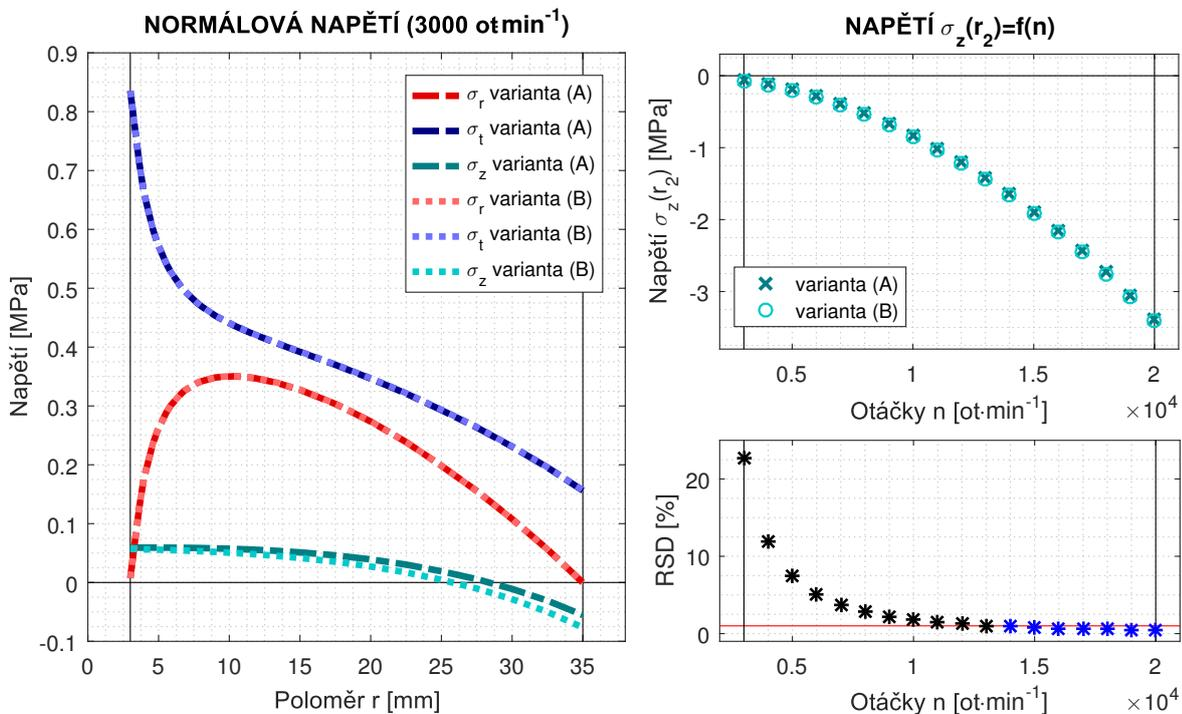 NORMÁLOVÁ NAPĚTÍ (3000 ot min-1)
0.9
0.8
0.7
0.6
0.5
0.4
0.3
0.2
0.1
0
-0.1
Napětí [MPa]
σr varianta (A)
σt varianta (A)
σz varianta (A)
σr varianta (B)
σt varianta (B)
σz varianta (B)
0 5 10 15 20 25 30 35
Poloměr r [mm]
NAPĚTÍ σz(r2)=f(n)
0
-1
-2
-3
Napětí σz(r2) [MPa]
varianta (A)
varianta (B)
0.5 1 1.5 2
Otáčky n [ot·min-1] ×10^4
20
10
0
RSD [%]
0.5 1 1.5 2
Otáčky n [ot·min-1] ×10^4